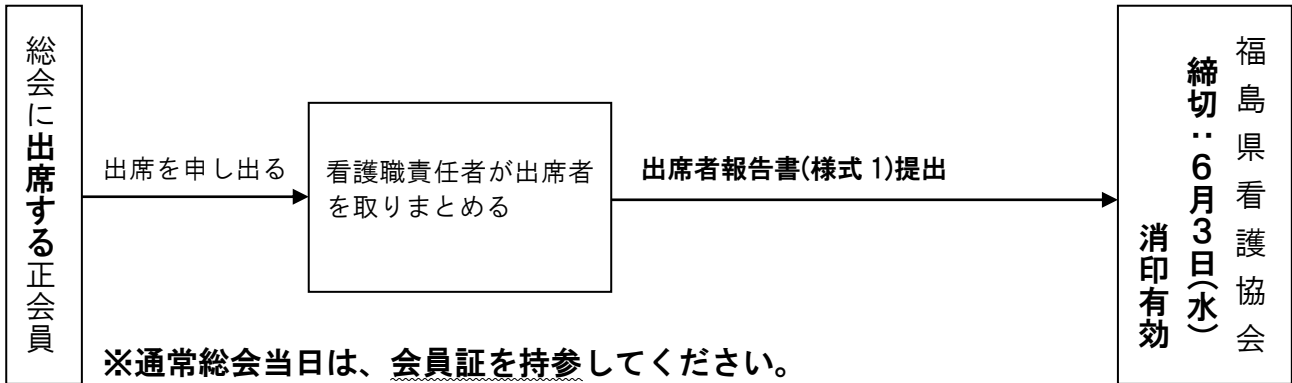 総会に出席する正会員
出席を申し出る
看護職責任者が出席者
を取りまとめる
出席者報告書(様式 1)提出
福島県看護協会
締切：６月３日(水)
消印有効
※通常総会当日は、会員証を持参してください。